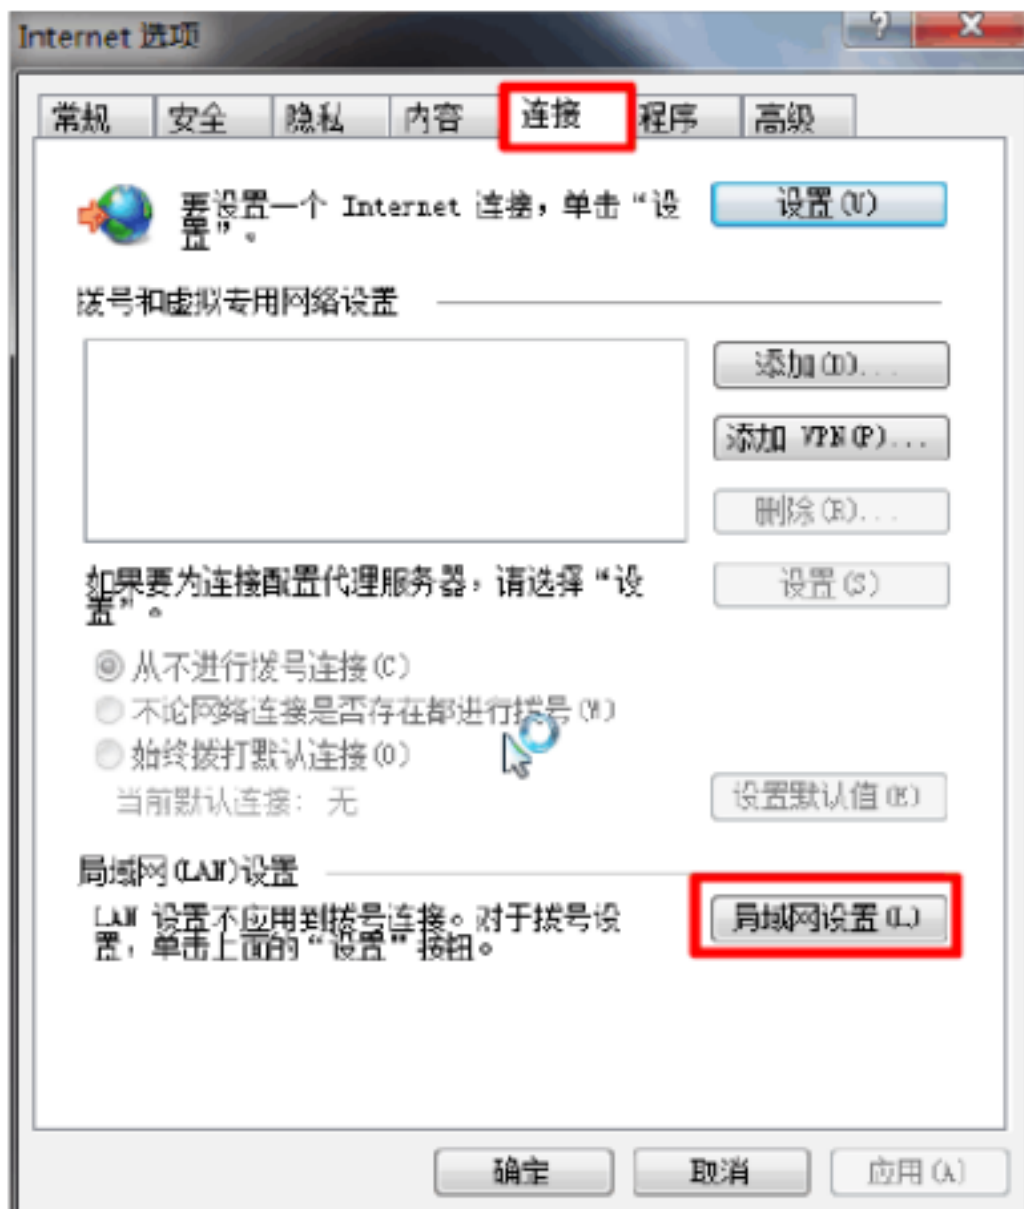 Internet 选项
?
常规 安全 隐私 内容 连接 程序 高级
要设置一个 Internet 连接，单击“设
置”。
设置(U)
拨号和虚拟专用网络设置
添加(D)...
添加 VPN(P)...
删除(R)...
如果要为连接配置代理服务器，请选择“设
置”。
设置(S)
从不进行拨号连接(C)
不论网络连接是否存在都进行拨号(W)
始终拨打默认连接(O)
当前默认连接： 无
设置默认值(E)
局域网(LAN)设置
LAN 设置不应用到拨号连接。对于拨号设
置，单击上面的“设置”按钮。
局域网设置(L)
确定 取消 应用(A)